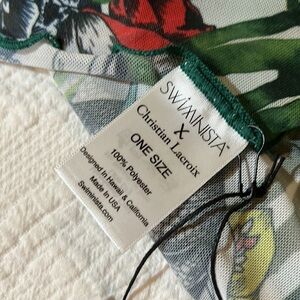 SWIMINISTA
X
Christian Lacroix
ONE SIZE
100% Polyester
Designed in Hawaii & California
Made in USA
Swiminista.com